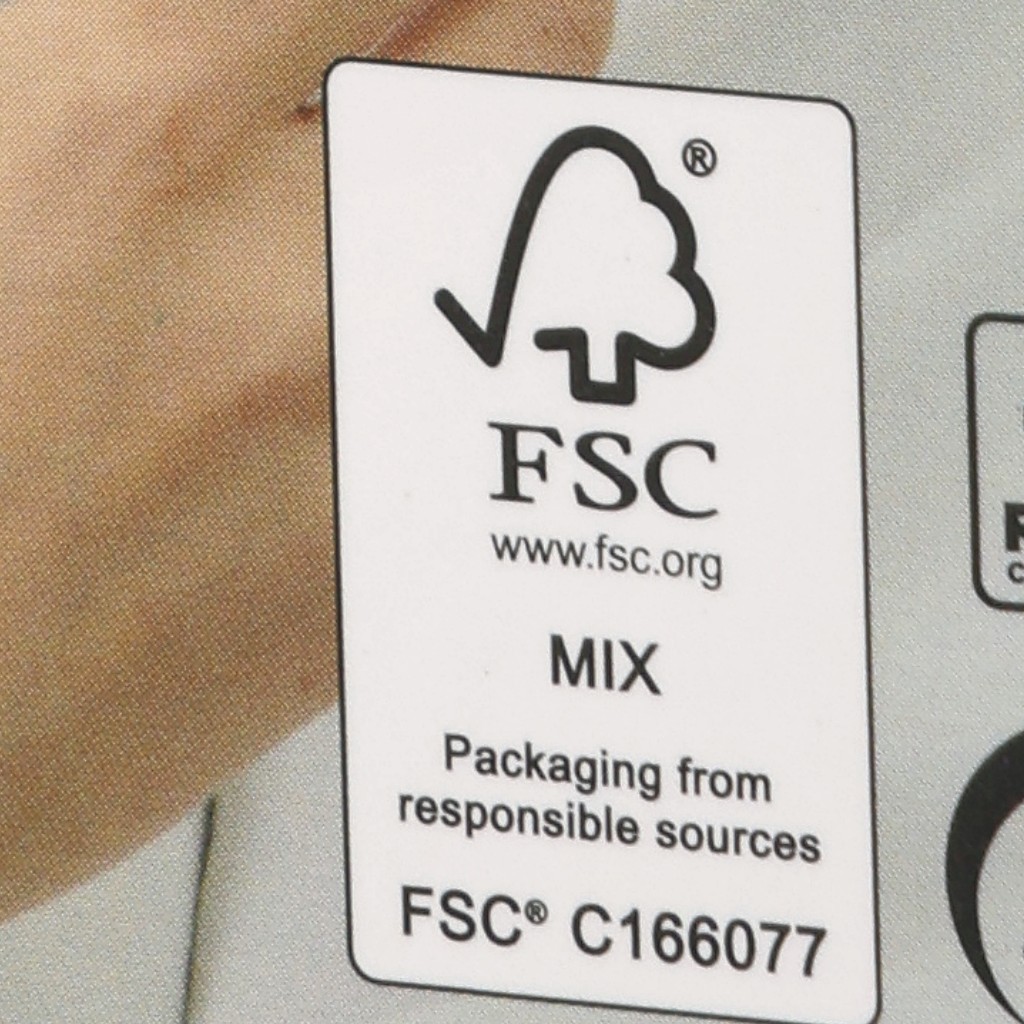 ®
FSC
www.fsc.org
MIX
Packaging from
responsible sources
FSC® C166077